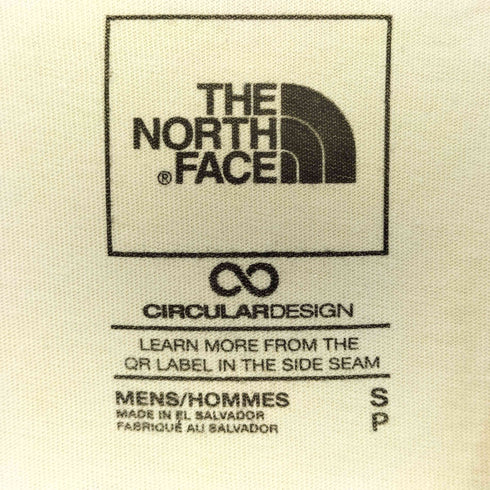 THE
NORTH
®FACE
CIRCULARDESIGN
LEARN MORE FROM THE
QR LABEL IN THE SIDE SEAM
MENS/HOMMES S
MADE IN EL SALVADOR
FABRIQUÉ AU SALVADOR P